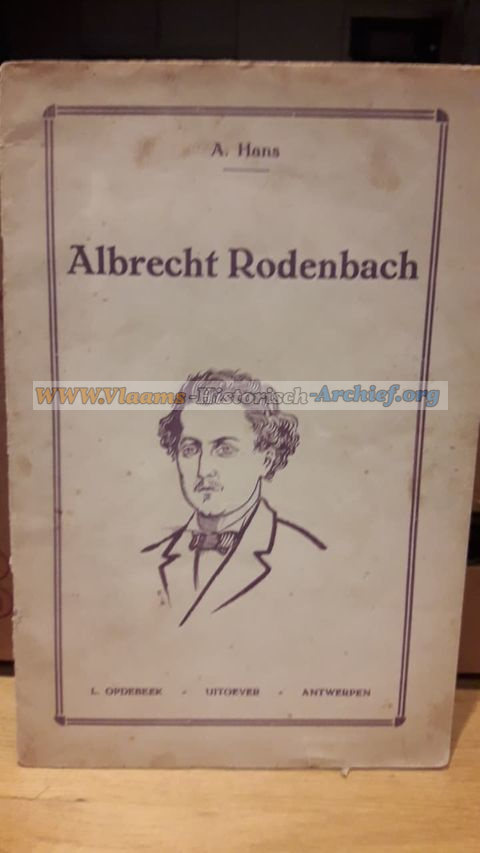 A. Hans
Albrecht Rodenbach
www.Vlaams-Historisch-Archief.org
L. OPDEBEEK - UITGEVER - ANTWERPEN